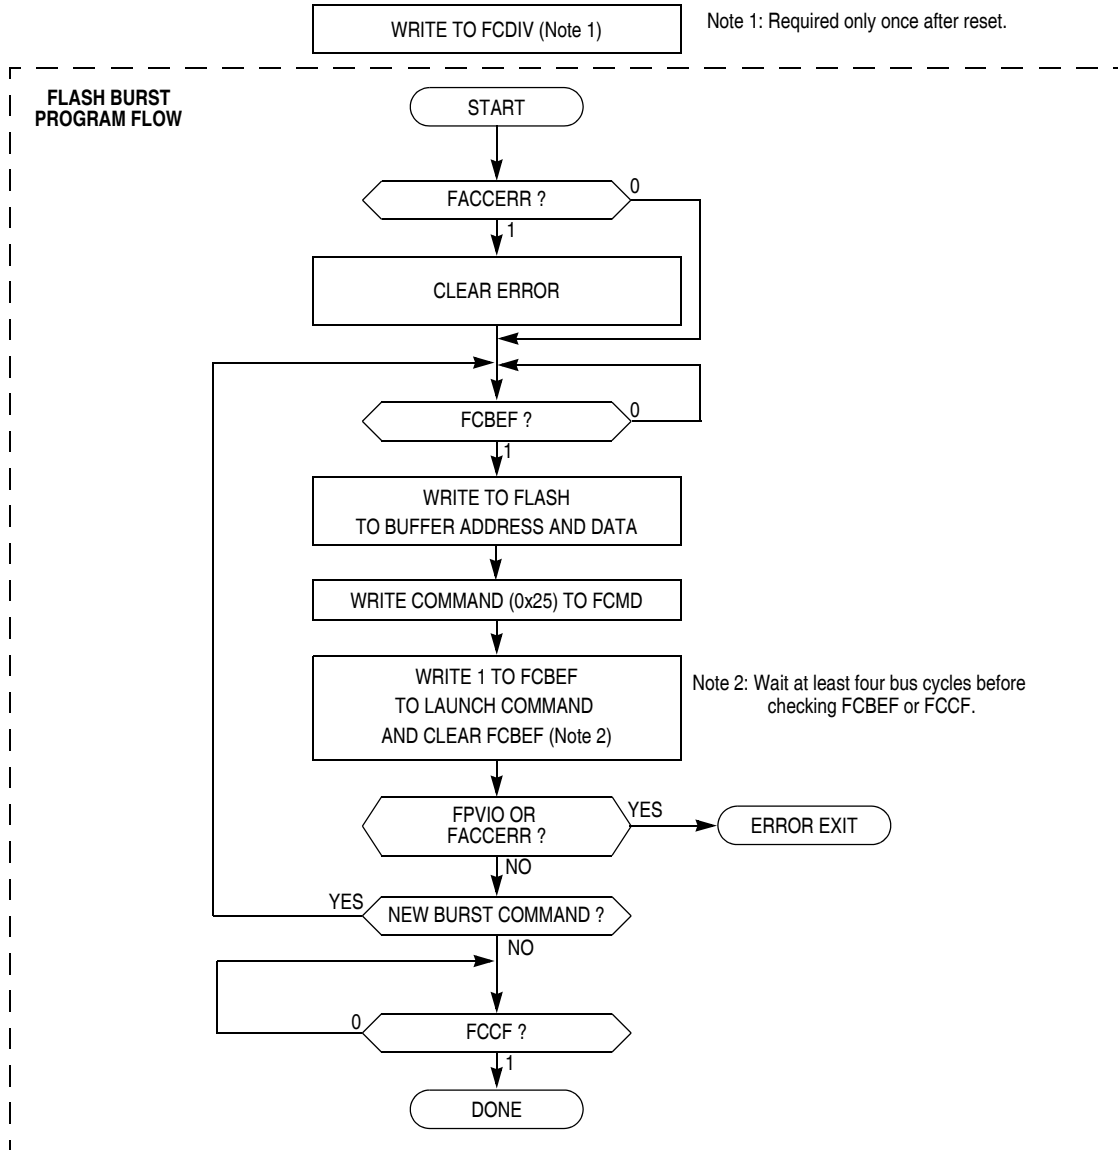 WRITE TO FCDIV (Note 1)
Note 1: Required only once after reset.
FLASH BURST
PROGRAM FLOW
START
FACCERR ?
0
1
CLEAR ERROR
FCBEF ?
0
1
WRITE TO FLASH
TO BUFFER ADDRESS AND DATA
WRITE COMMAND (0x25) TO FCMD
WRITE 1 TO FCBEF
TO LAUNCH COMMAND
AND CLEAR FCBEF (Note 2)
Note 2: Wait at least four bus cycles before
checking FCBEF or FCCF.
FPVIO OR
FACCERR ?
YES
ERROR EXIT
NO
YES
NEW BURST COMMAND ?
NO
0
FCCF ?
1
DONE